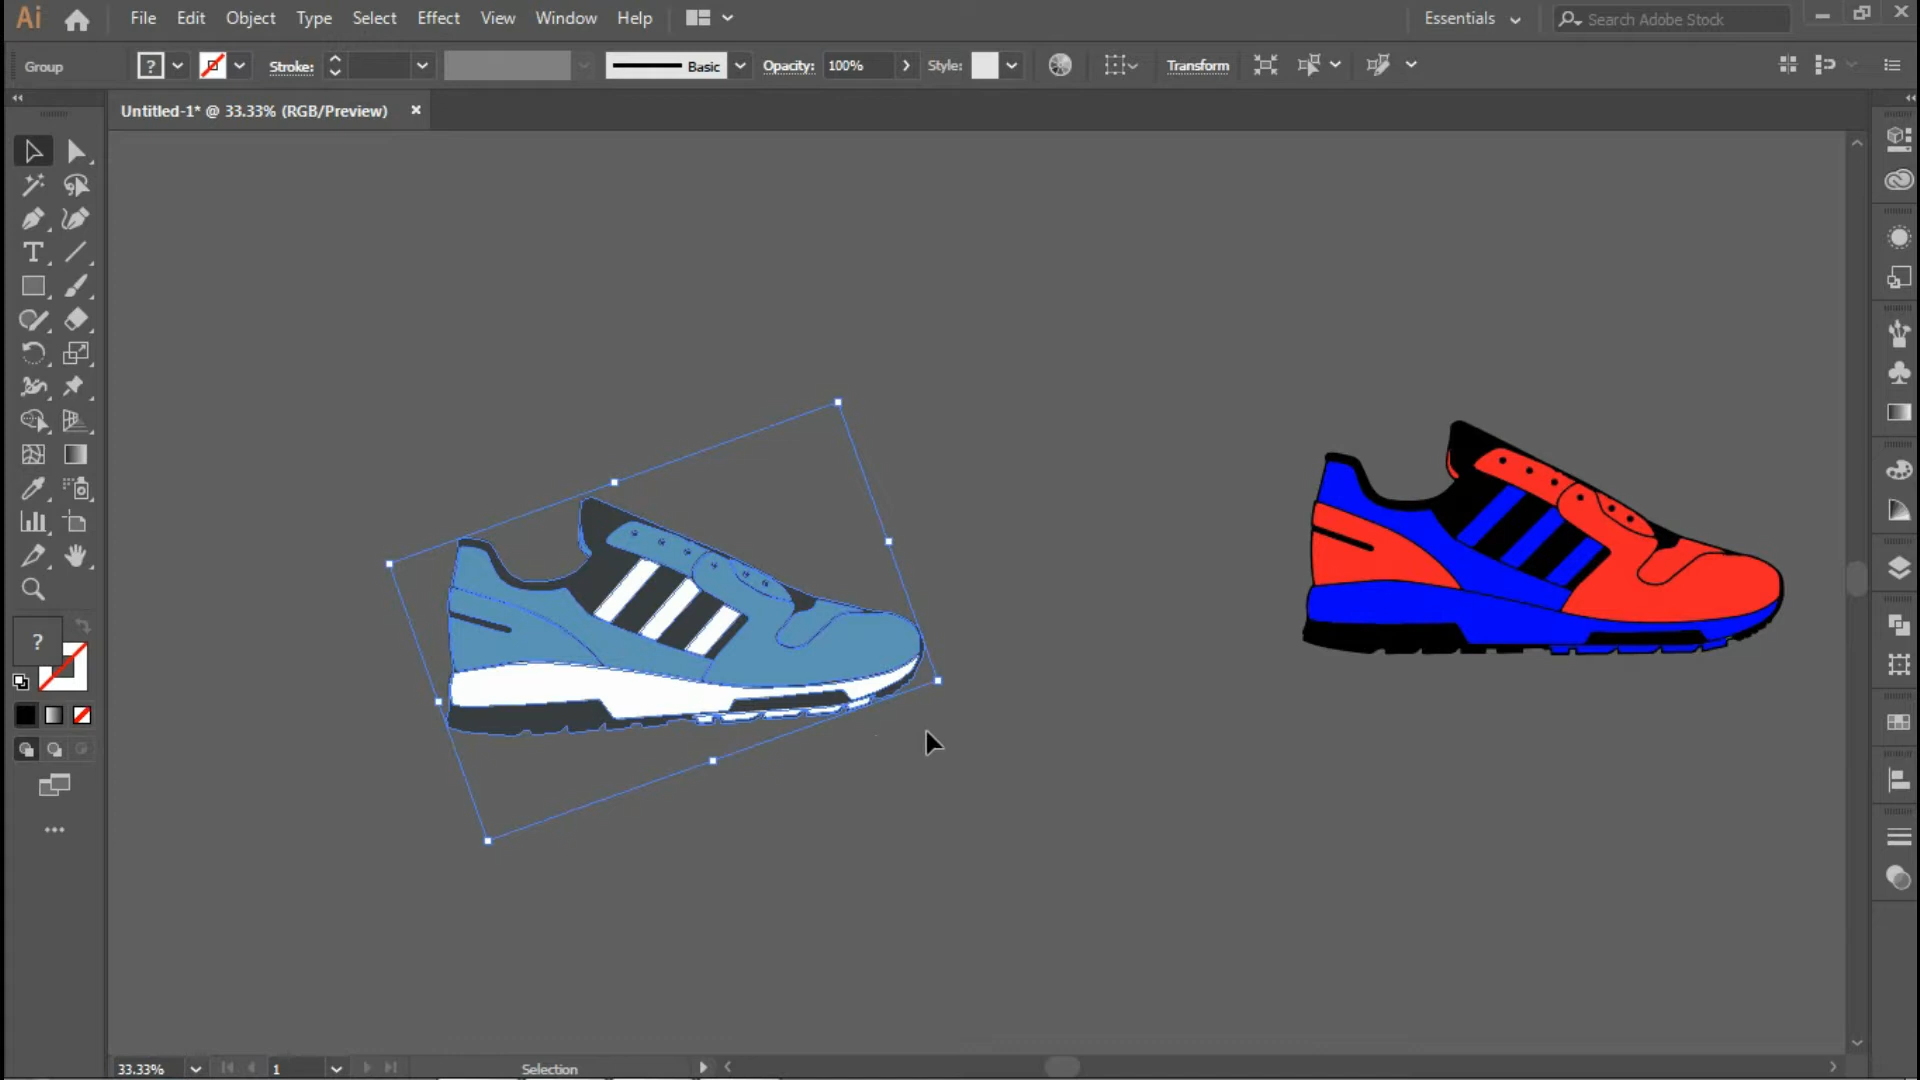 Ai File Edit Object Type Select Effect View Window Help Essentials Search Adobe Stock
Group ? Stroke: Basic Opacity: 100% Style: Transform
Untitled-1* @ 33.33% (RGB/Preview)
T
?
33.33% 1 Selection